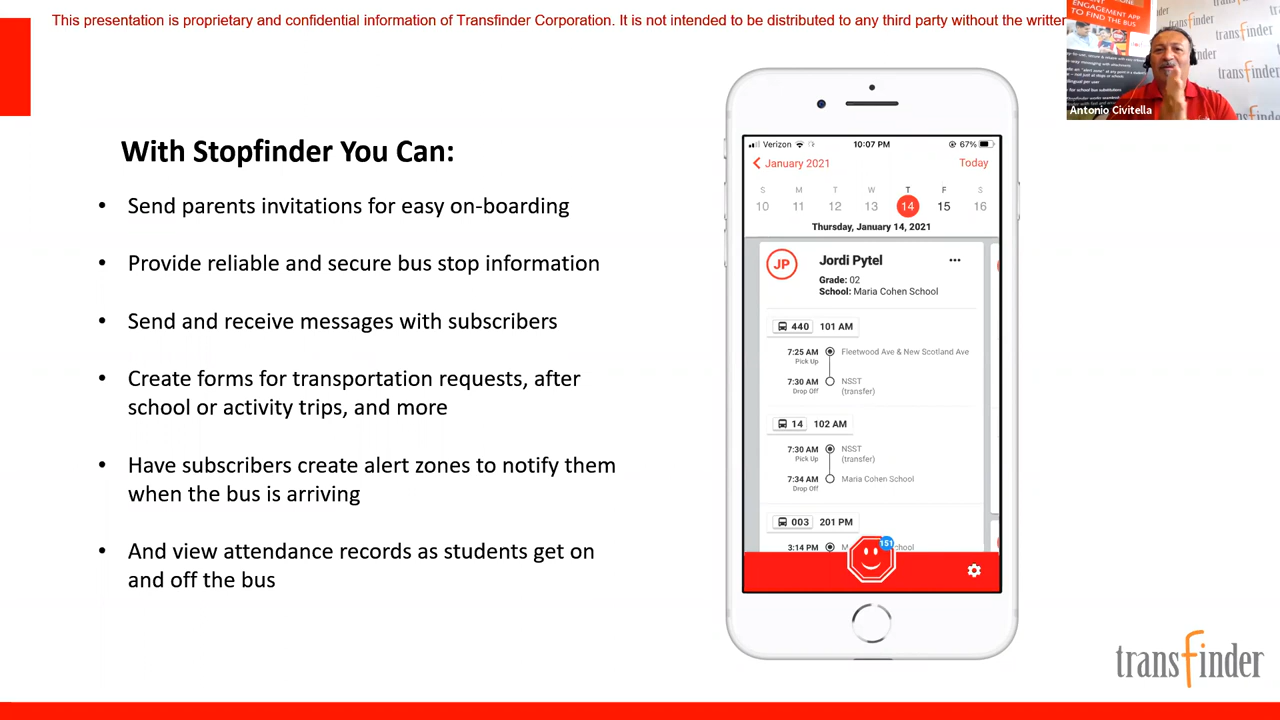 This presentation is proprietary and confidential information of Transfinder Corporation. It is not intended to be distributed to any third party without the written
ENGAGEMENT APP
TO FIND THE BUS
transfinder
Antonio Civitella
With Stopfinder You Can:
• Send parents invitations for easy on-boarding
• Provide reliable and secure bus stop information
• Send and receive messages with subscribers
• Create forms for transportation requests, after
school or activity trips, and more
• Have subscribers create alert zones to notify them
when the bus is arriving
• And view attendance records as students get on
and off the bus
Verizon 10:07 PM 67%
January 2021 Today
S M T W T F S
10 11 12 13 14 15 16
Thursday, January 14, 2021
JP Jordi Pytel
Grade: 02
School: Maria Cohen School
440 101 AM
7:25 AM Fleetwood Ave & New Scotland Ave
Pick Up
7:30 AM NSST
Drop Off (transfer)
14 102 AM
7:30 AM NSST
Pick Up (transfer)
7:34 AM Maria Cohen School
Drop Off
003 201 PM
3:14 PM
151
transfinder